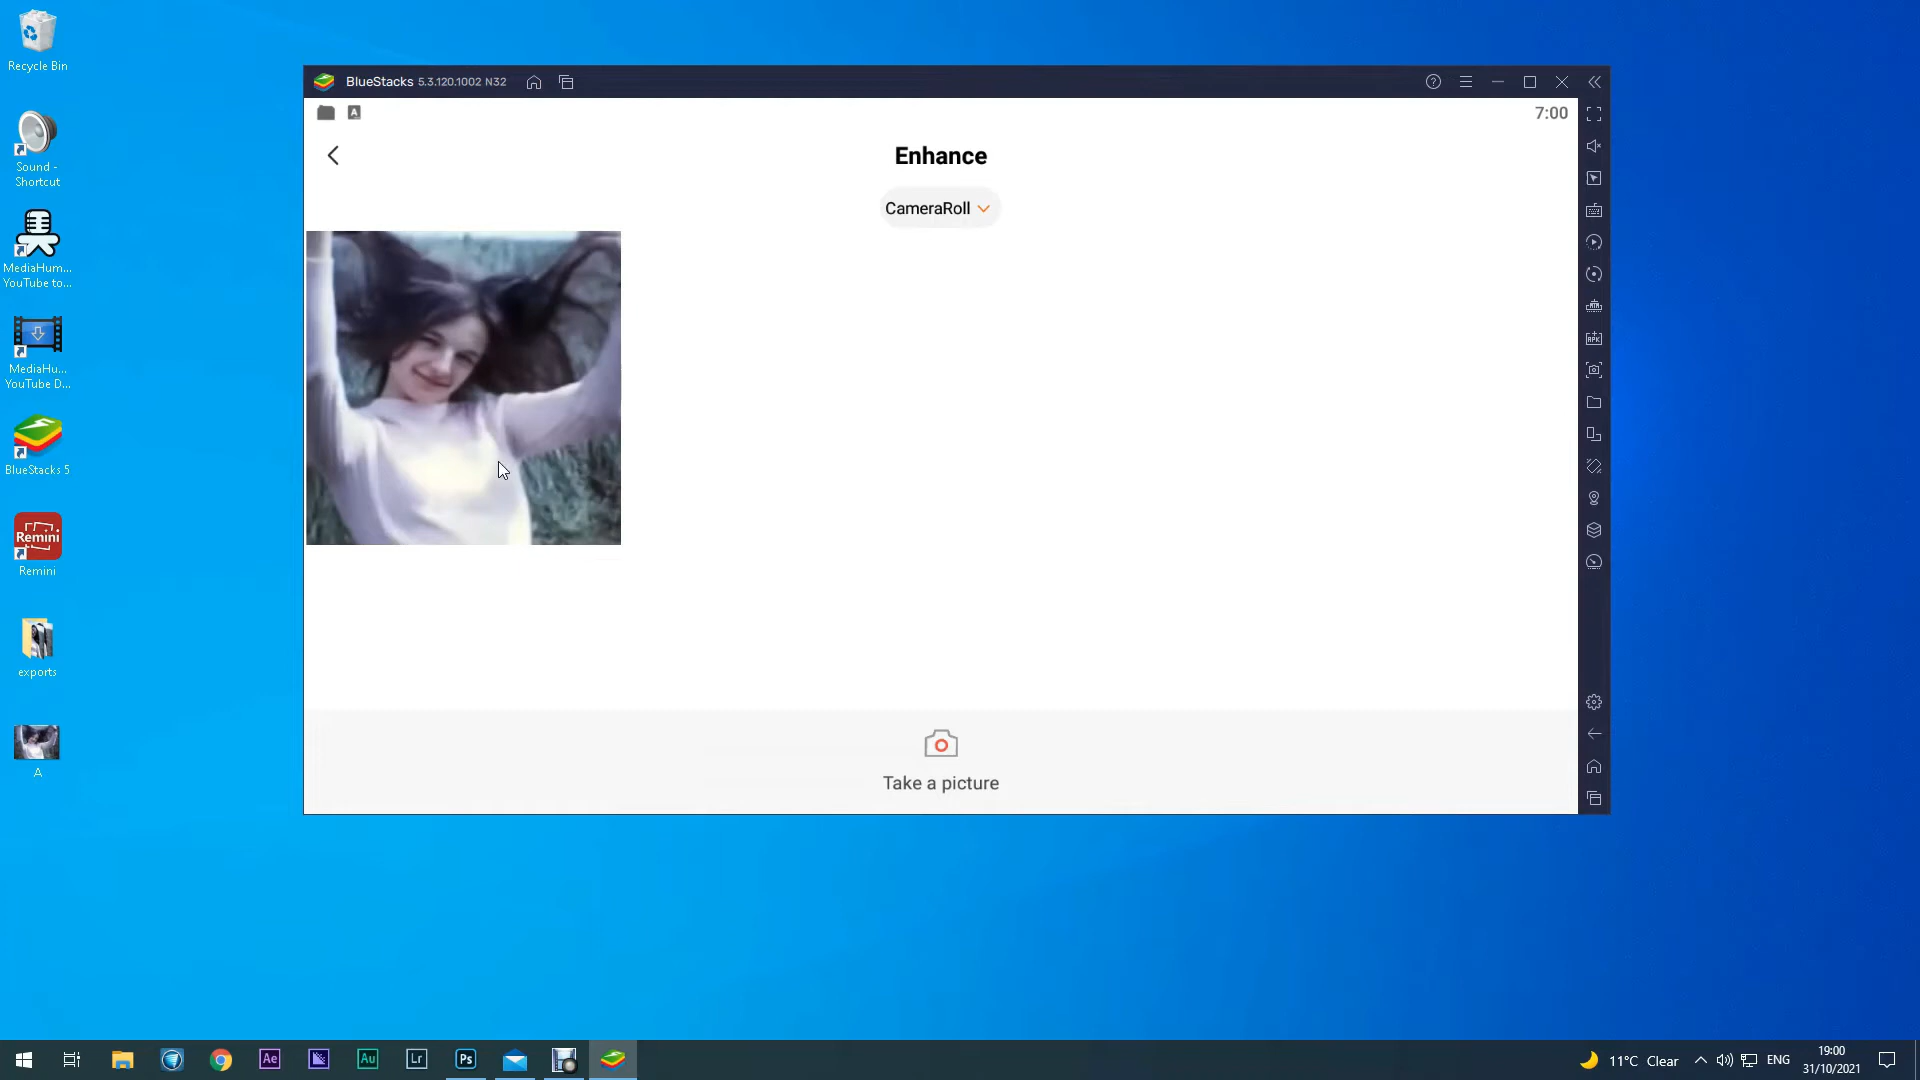 Recycle Bin
Sound -
Shortcut
MediaHum...
YouTube to...
MediaHu...
YouTube D...
BlueStacks 5
Remini
Remini
exports
A
BlueStacks 5.3.120.1002 N32
A
7:00
Enhance
CameraRoll
APK
Take a picture
Ae
Au
Lr
Ps
11°C Clear
ENG
19:00
31/10/2021